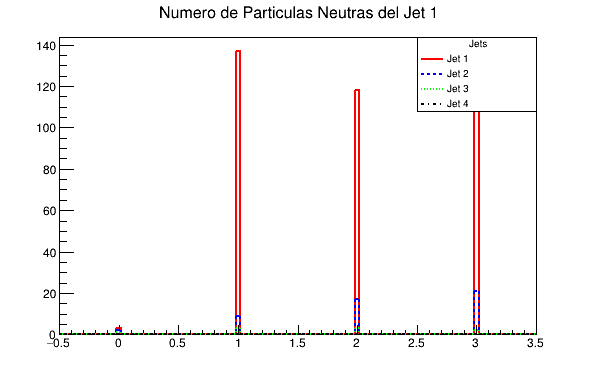 Numero de Particulas Neutras del Jet 1
Jets
Jet 1
Jet 2
Jet 3
Jet 4
140
120
100
80
60
40
20
0
−0.5 0 0.5 1 1.5 2 2.5 3 3.5